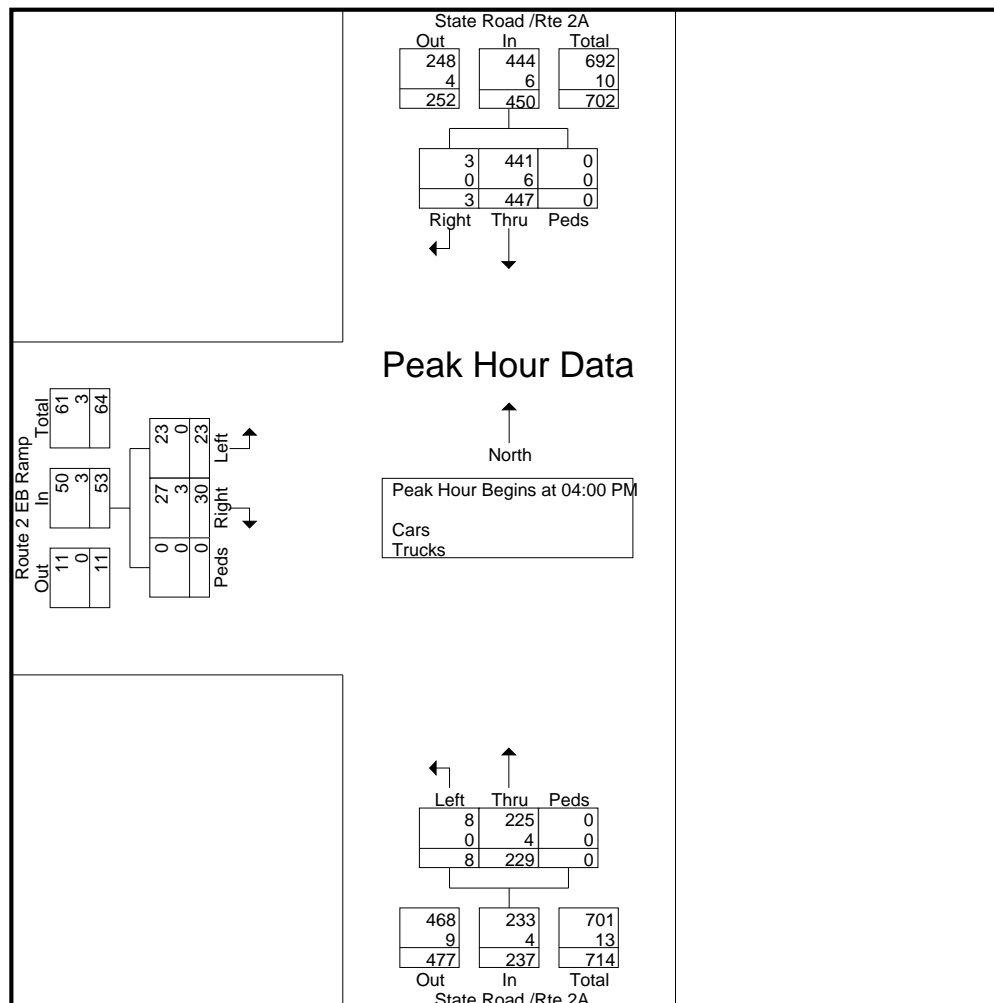 State Road /Rte 2A
Out In Total
248 444 692
4 6 10
252 450 702
3 441 0
0 6 0
3 447 0
Right Thru Peds
Peak Hour Data
North
Peak Hour Begins at 04:00 PM
Cars
Trucks
Route 2 EB Ramp
Out In Total
11 50 61
0 3 3
11 53 64
0 27 23
0 3 0
0 30 23
Peds Right Left
Left Thru Peds
8 225 0
0 4 0
8 229 0
468 233 701
9 4 13
477 237 714
Out In Total
State Road /Rte 2A